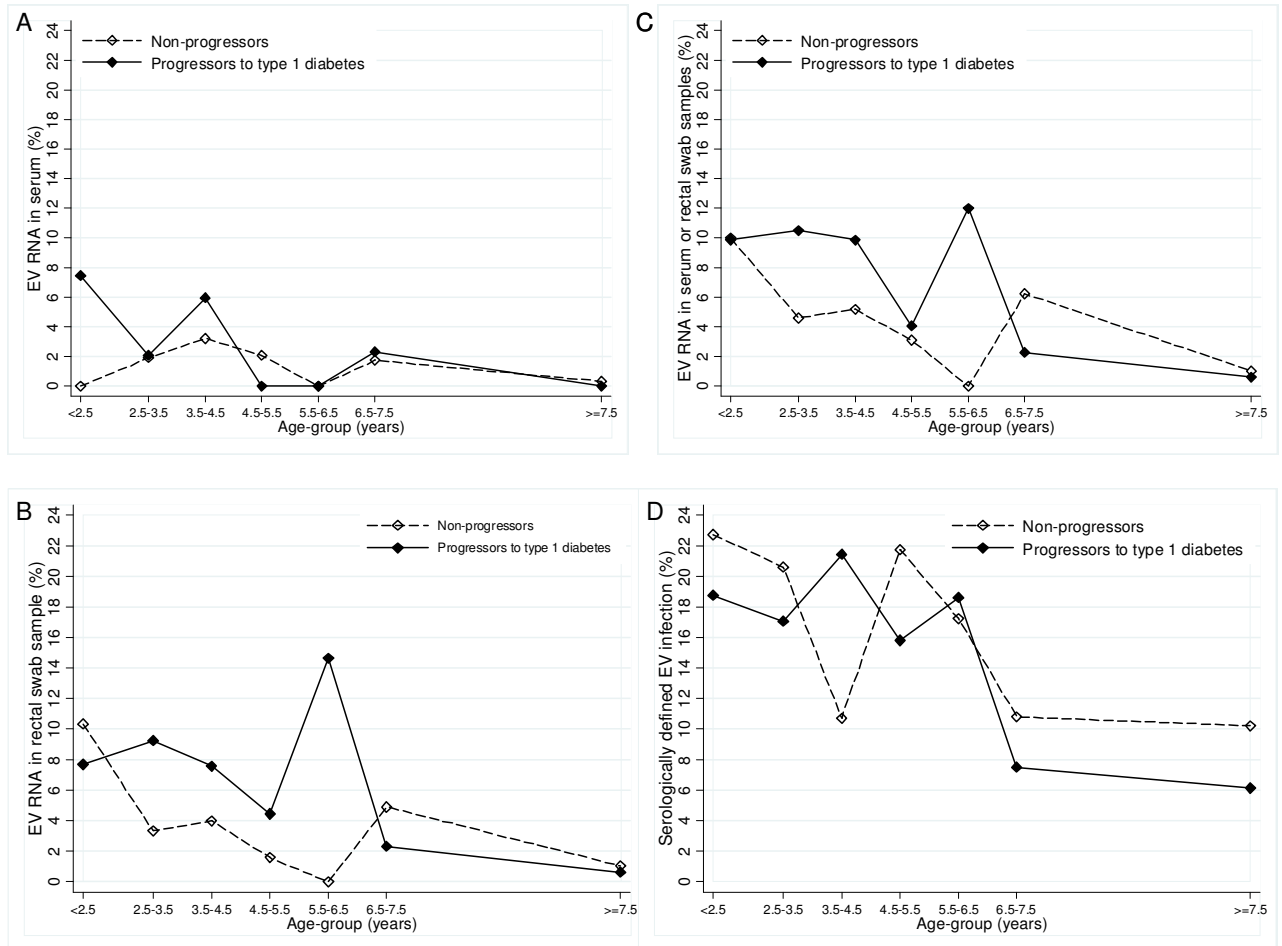 A
Non-progressors
Progressors to type 1 diabetes
EV RNA in serum (%)
24
22
20
18
16
14
12
10
8
6
4
2
0
<2.5 2.5-3.5 3.5-4.5 4.5-5.5 5.5-6.5 6.5-7.5 >=7.5
Age-group (years)
C
Non-progressors
Progressors to type 1 diabetes
EV RNA in serum or rectal swab samples (%)
24
22
20
18
16
14
12
10
8
6
4
2
0
<2.5 2.5-3.5 3.5-4.5 4.5-5.5 5.5-6.5 6.5-7.5 >=7.5
Age-group (years)
B
Non-progressors
Progressors to type 1 diabetes
EV RNA in rectal swab sample (%)
24
22
20
18
16
14
12
10
8
6
4
2
0
<2.5 2.5-3.5 3.5-4.5 4.5-5.5 5.5-6.5 6.5-7.5 >=7.5
Age-group (years)
D
Non-progressors
Progressors to type 1 diabetes
Serologically defined EV infection (%)
24
22
20
18
16
14
12
10
8
6
4
2
0
<2.5 2.5-3.5 3.5-4.5 4.5-5.5 5.5-6.5 6.5-7.5 >=7.5
Age-group (years)